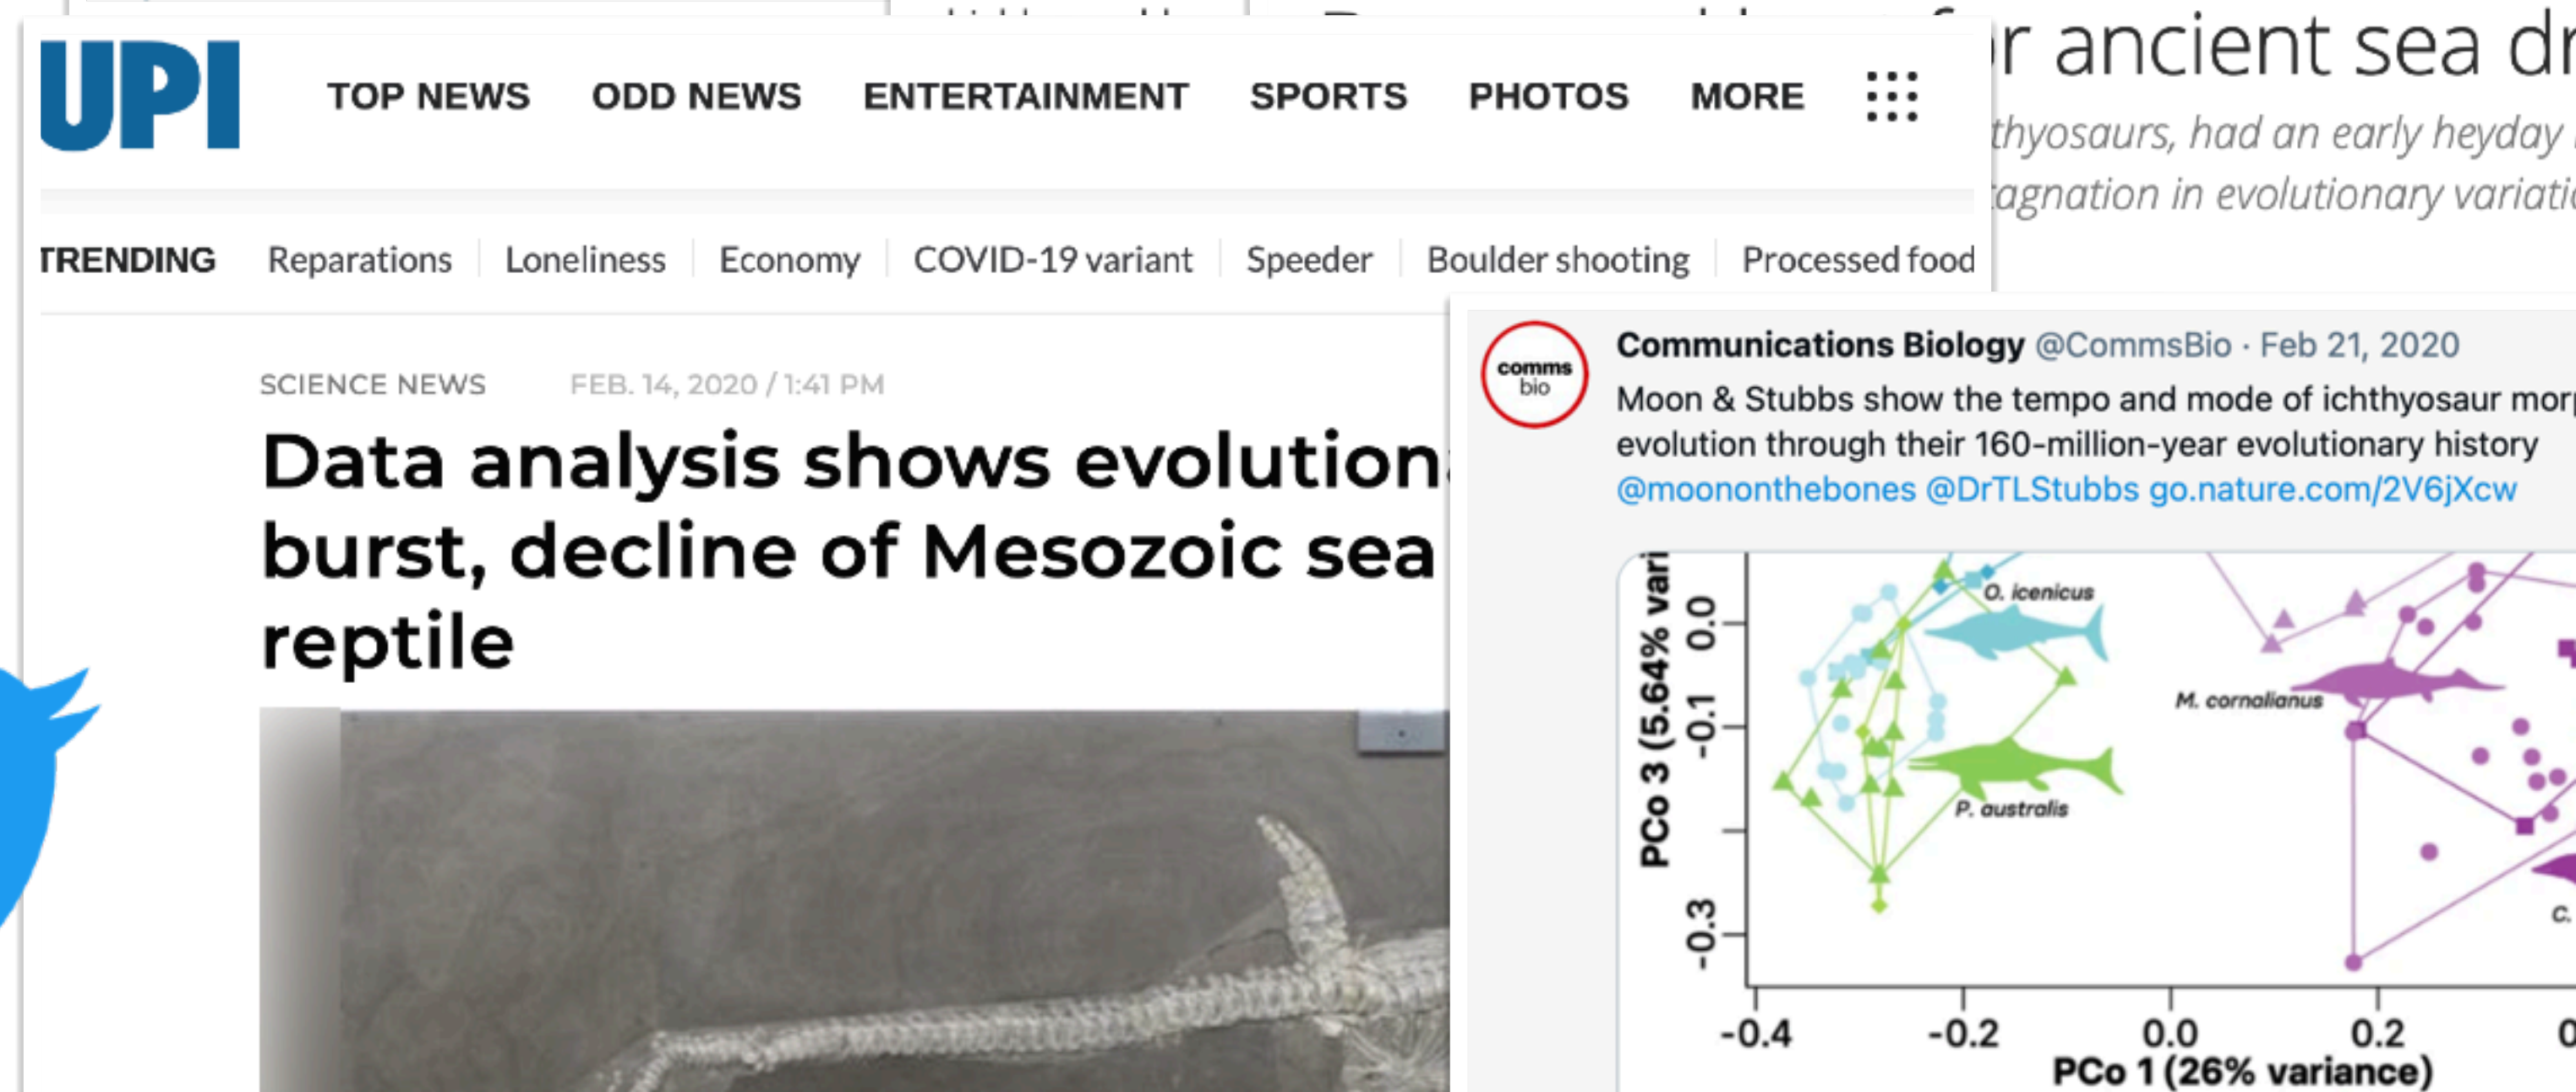 r ancient sea
thyosaurs, had an early heyday
tagnation in evolutionary
UPI
TOP NEWS ODD NEWS ENTERTAINMENT SPORTS PHOTOS MORE
TRENDING Reparations Loneliness Economy COVID-19 variant Speeder Boulder shooting Processed food
SCIENCE NEWS FEB. 14, 2020 / 1:41 PM
Data analysis shows
burst, decline of Mesozoic sea
reptile
comms
bio
Communications Biology @CommsBio · Feb 21, 2020
Moon & Stubbs show the tempo and mode of ichthyosaur
evolution through their 160-million-year evolutionary history
@moononthebones @DrTLStubbs go.nature.com/2V6jXcw
PCo 3 (5.64% vari
0.0
-0.1
-0.3
O. icenicus
M. cornalianus
P. australis
C.
-0.4 -0.2 0.0 0.2
PCo 1 (26% variance)